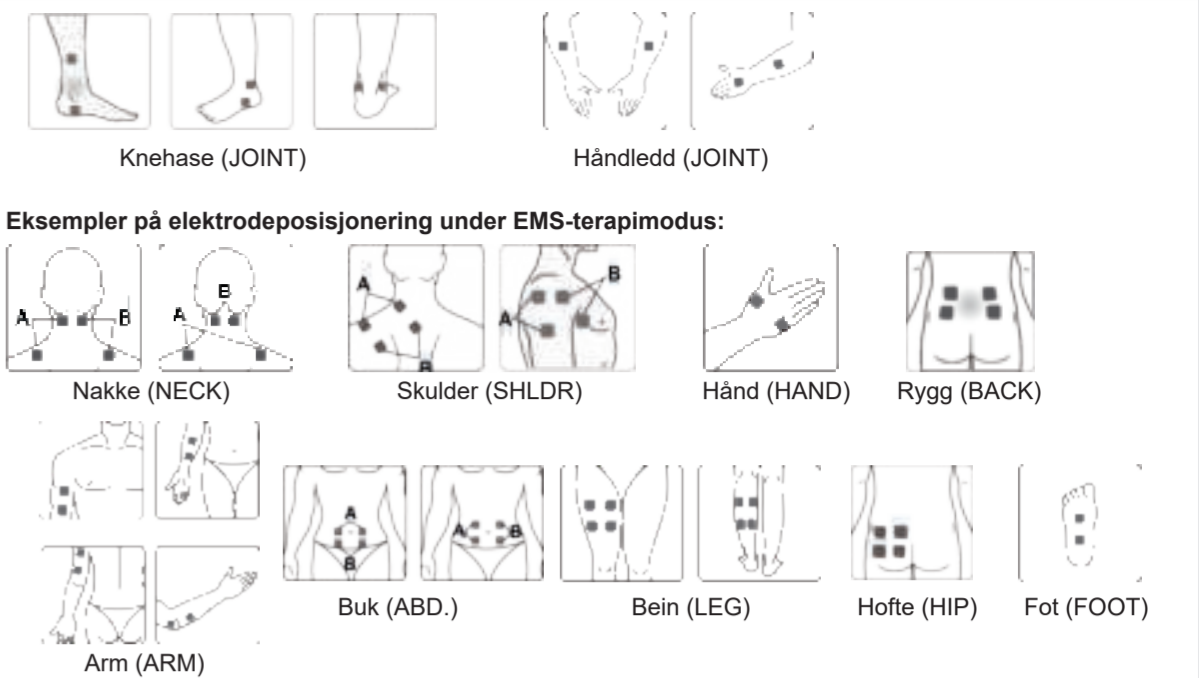 Knehase (JOINT) Håndledd (JOINT)
Eksempler på elektrodeposisjonering under EMS-terapimodus:
A B A B A B A B
Nakke (NECK) Skulder (SHLDR) Hånd (HAND) Rygg (BACK)
A B A B
Buk (ABD.) Bein (LEG) Hofte (HIP) Fot (FOOT)
Arm (ARM)